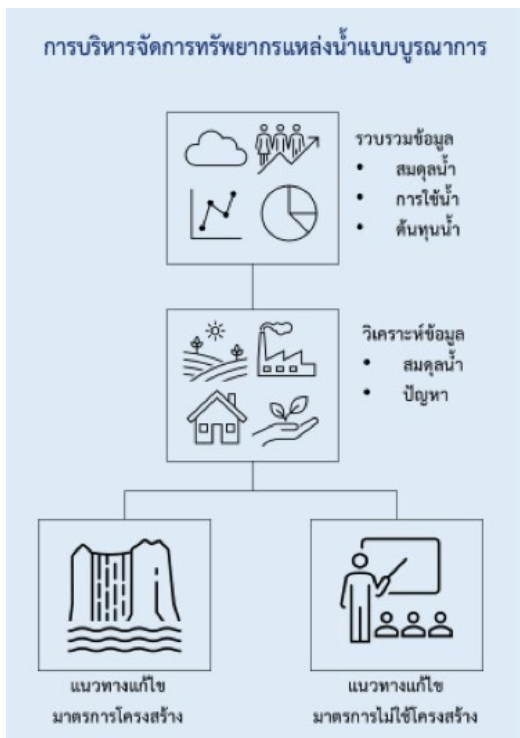 การบริหารจัดการทรัพยากรแหล่งน้ำแบบบูรณาการ
รวบรวมข้อมูล
• สมดุลน้ำ
• การใช้น้ำ
• ต้นทุนน้ำ
วิเคราะห์ข้อมูล
• สมดุลน้ำ
• ปัญหา
แนวทางแก้ไข
มาตรการโครงสร้าง
แนวทางแก้ไข
มาตรการไม่ใช้โครงสร้าง